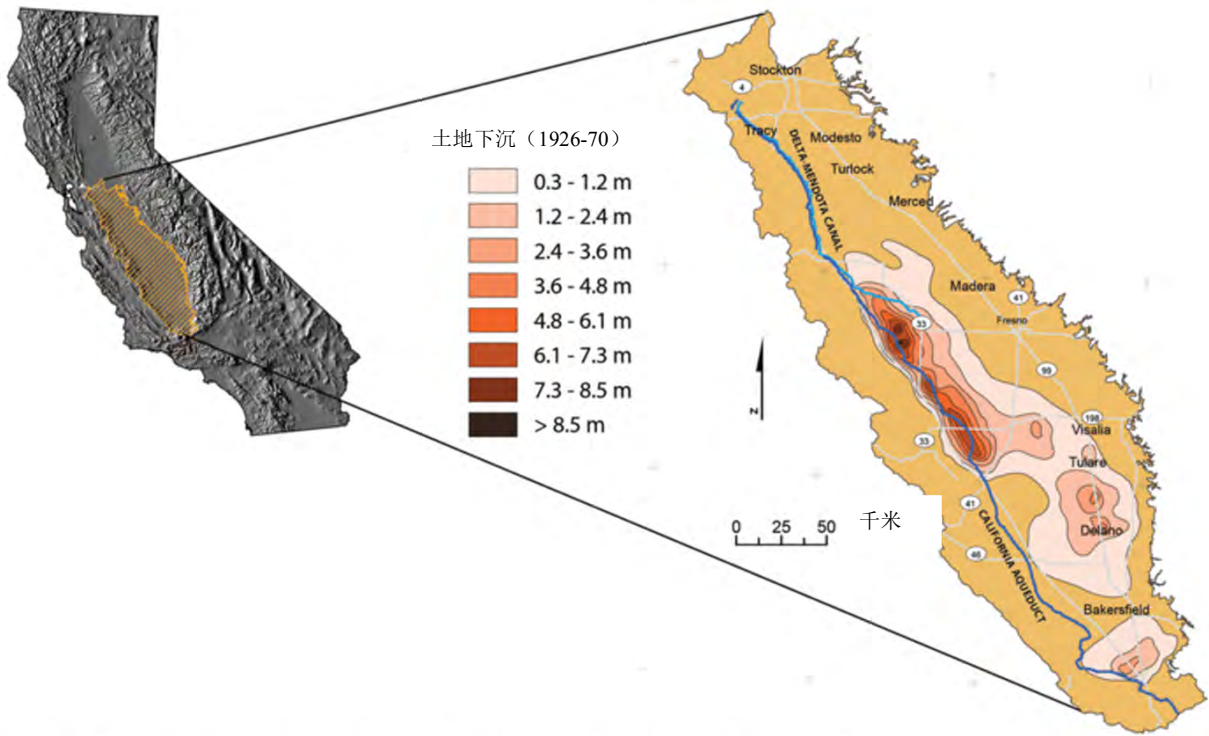 土地下沉（1926-70）
0.3 - 1.2 m
1.2 - 2.4 m
2.4 - 3.6 m
3.6 - 4.8 m
4.8 - 6.1 m
6.1 - 7.3 m
7.3 - 8.5 m
> 8.5 m
Stockton
4
Tracy
DELTA-MENDOTA CANAL
Modesto
Turlock
Merced
Madera
41
33
Fresno
99
198
Visalia
33
Tulare
41
Delano
46
CALIFORNIA AQUEDUCT
Bakersfield
N
0 25 50 千米